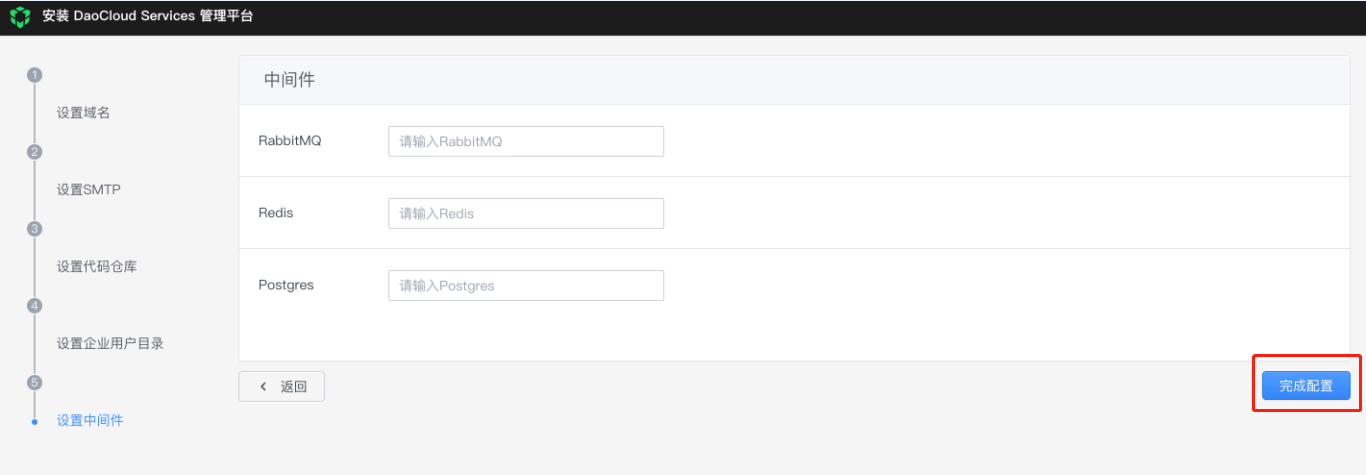 安装 DaoCloud Services 管理平台
1
设置域名
2
设置SMTP
3
设置代码仓库
4
设置企业用户目录
5
设置中间件
中间件
RabbitMQ
请输入RabbitMQ
Redis
请输入Redis
Postgres
请输入Postgres
返回
完成配置